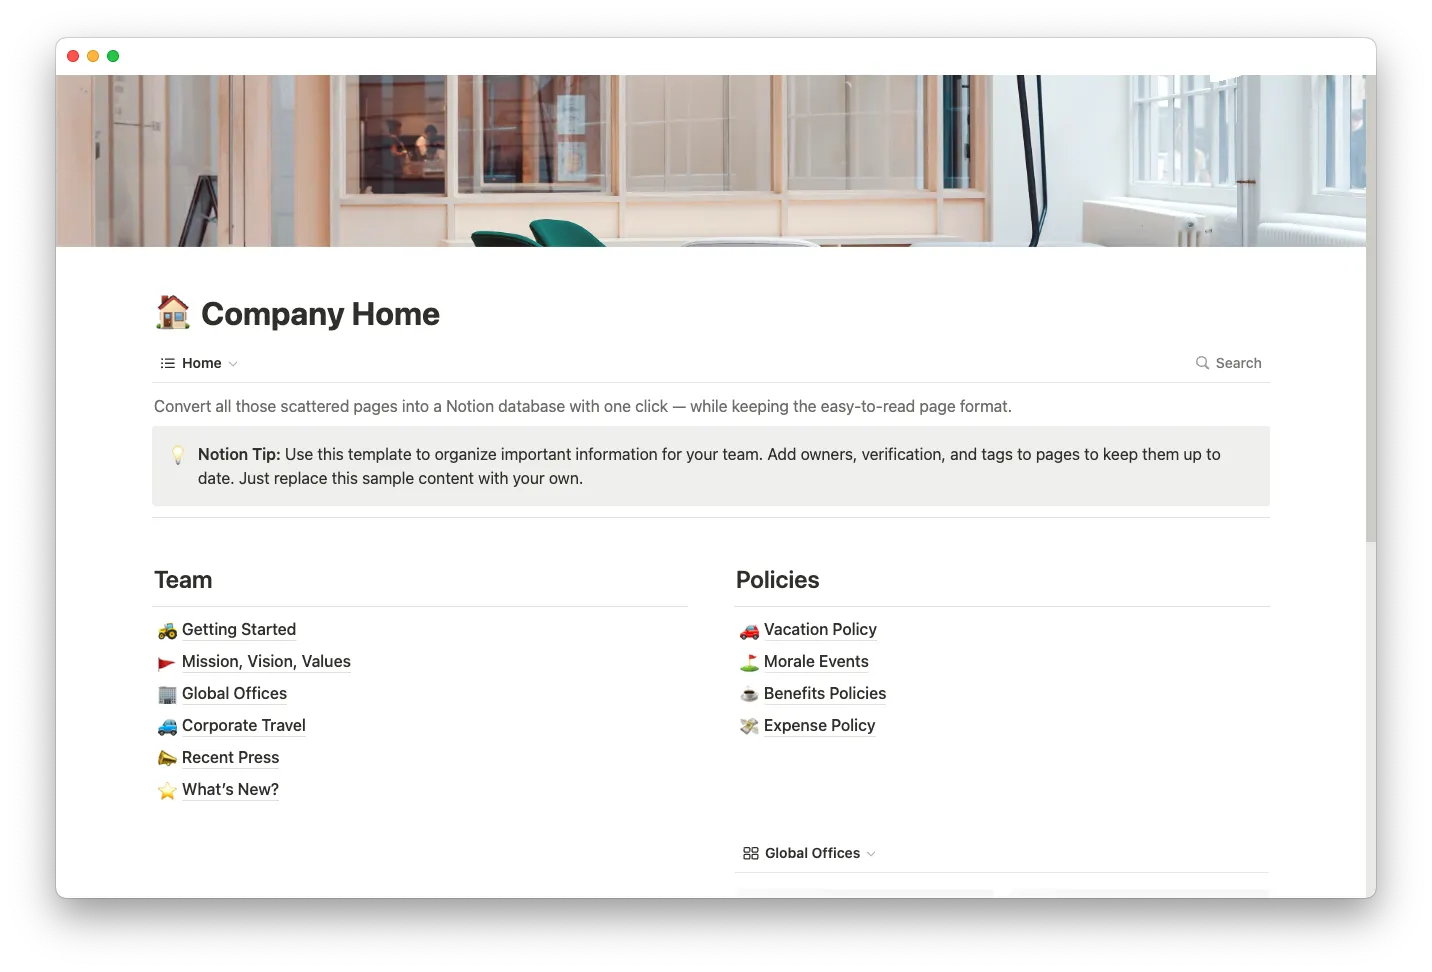 Company Home
Home
Search
Convert all those scattered pages into a Notion database with one click — while keeping the easy-to-read page format.
Notion Tip: Use this template to organize important information for your team. Add owners, verification, and tags to pages to keep them up to
date. Just replace this sample content with your own.
Team
Getting Started
Mission, Vision, Values
Global Offices
Corporate Travel
Recent Press
What’s New?
Policies
Vacation Policy
Morale Events
Benefits Policies
Expense Policy
Global Offices